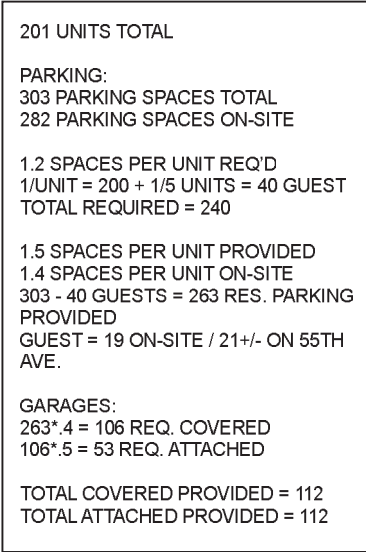 201 UNITS TOTAL
PARKING:
303 PARKING SPACES TOTAL
282 PARKING SPACES ON-SITE
1.2 SPACES PER UNIT REQ'D
1/UNIT = 200 + 1/5 UNITS = 40 GUEST
TOTAL REQUIRED = 240
1.5 SPACES PER UNIT PROVIDED
1.4 SPACES PER UNIT ON-SITE
303 - 40 GUESTS = 263 RES. PARKING
PROVIDED
GUEST = 19 ON-SITE / 21+/- ON 55TH
AVE.
GARAGES:
263*.4 = 106 REQ. COVERED
106*.5 = 53 REQ. ATTACHED
TOTAL COVERED PROVIDED = 112
TOTAL ATTACHED PROVIDED = 112